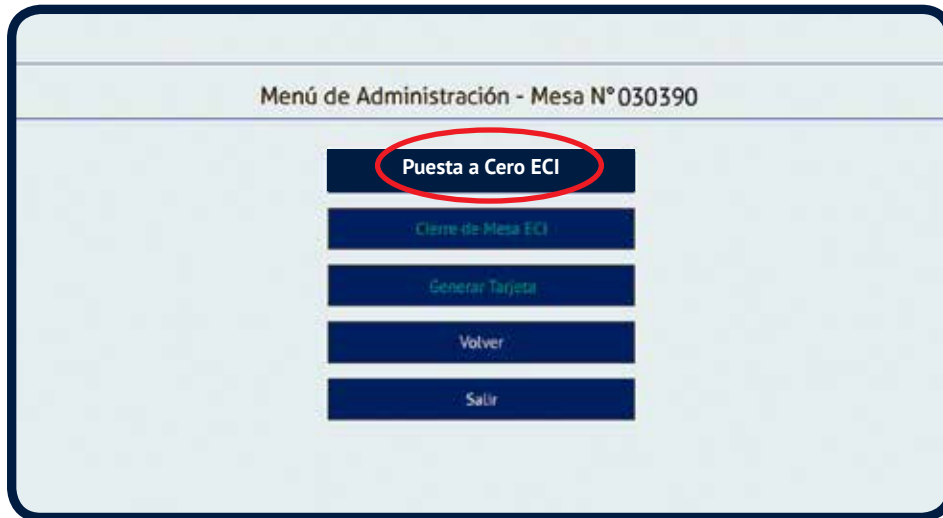 Menú de Administración - Mesa N° 030390
Puesta a Cero ECI
Cierre de Mesa ECI
Generar Tarjeta
Volver
Salir